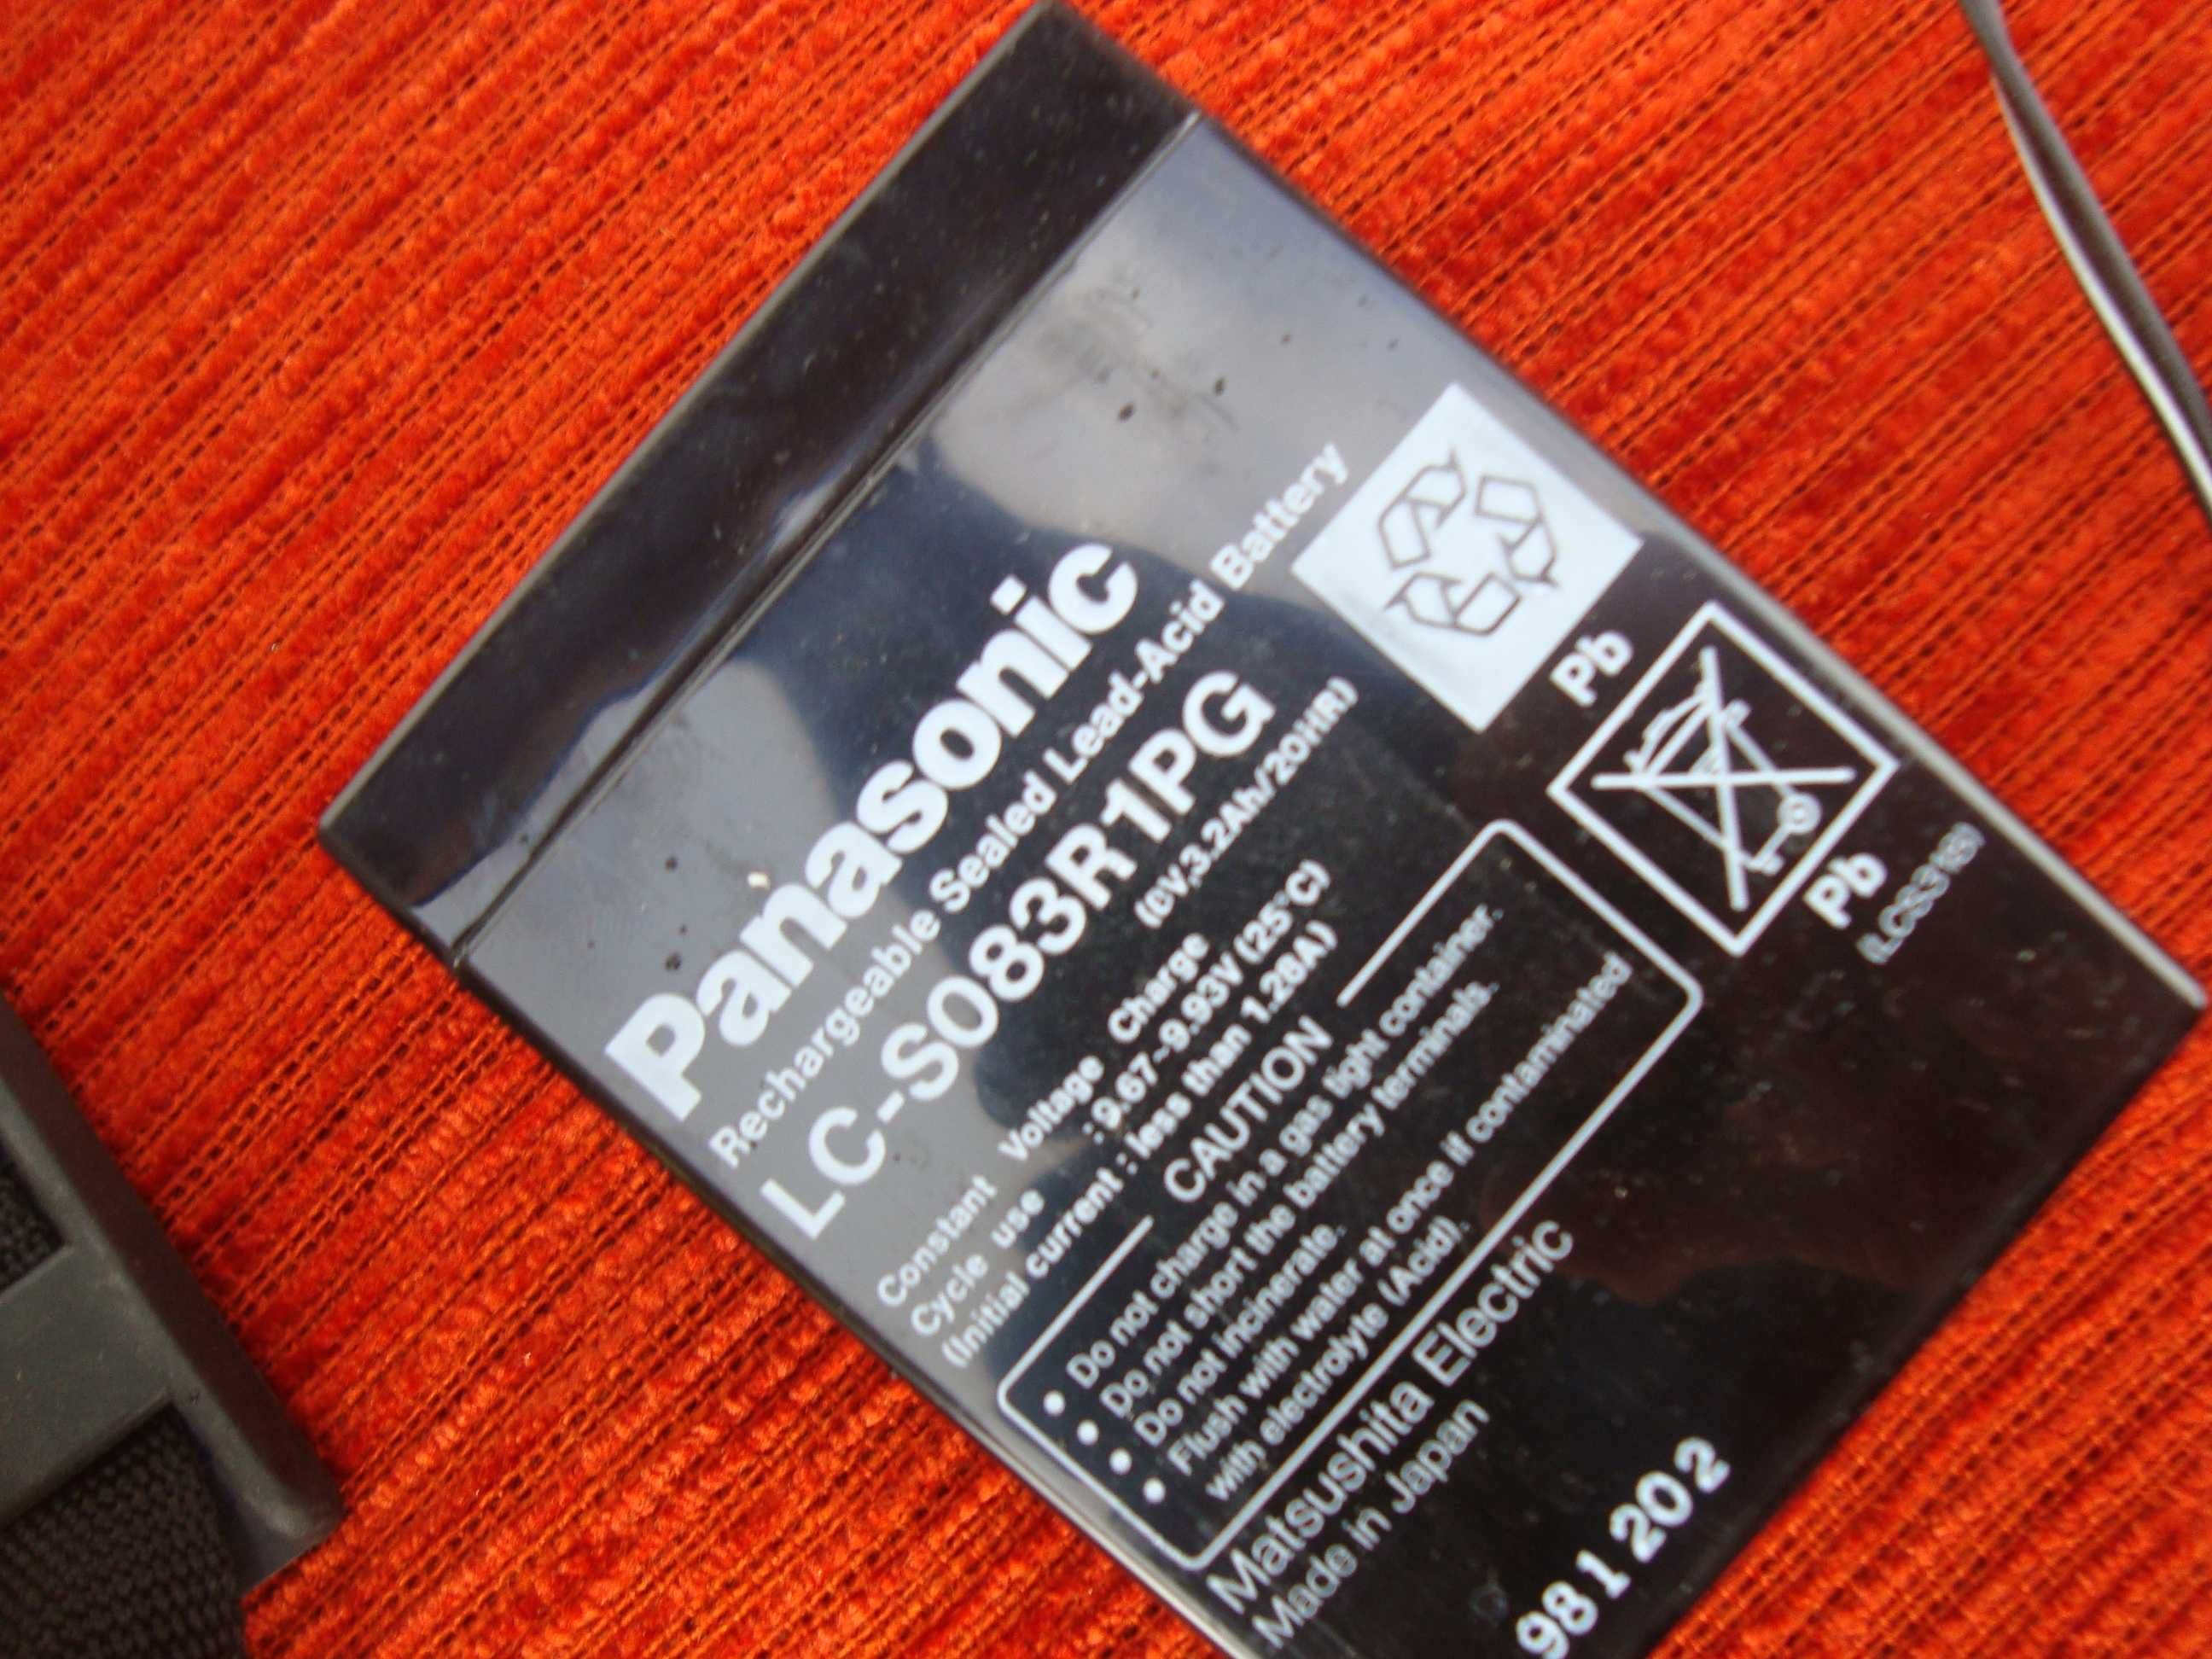 Panasonic
Rechargeable Sealed Lead-Acid Battery
LC-S083R1PG
3.2Ah/20HR)
Constant Voltage Charge
Cycle use : 9.67~9.93V (25°C)
(Initial current : less than 1.28A)
CAUTION
• Do not charge in a gas tight container.
• Do not short the battery terminals.
• Do not incinerate.
• Flush with water at once if contaminated
with electrolyte (Acid).
Matsushita Electric
Made in Japan
981202
Pb
Pb